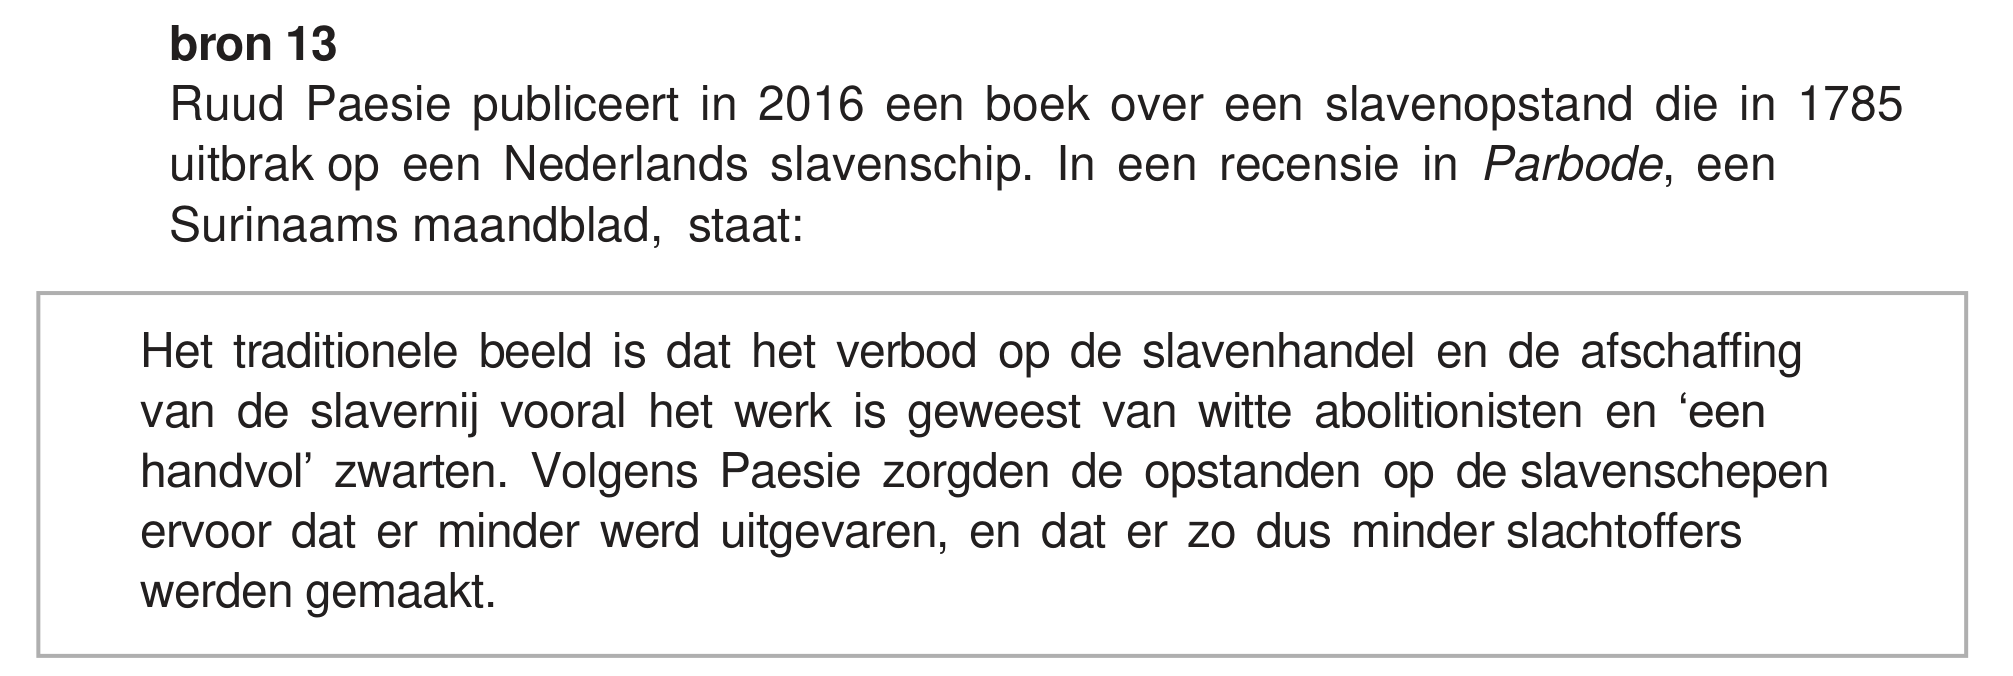 bron 13
Ruud Paesie publiceert in 2016 een boek over een slavenopstand die in 1785
uitbrak op een Nederlands slavenschip. In een recensie in Parbode, een
Surinaams maandblad, staat:
Het traditionele beeld is dat het verbod op de slavenhandel en de afschaffing
van de slavernij vooral het werk is geweest van witte abolitionisten en ‘een
handvol’ zwarten. Volgens Paesie zorgden de opstanden op de slavenschepen
ervoor dat er minder werd uitgevaren, en dat er zo dus minder slachtoffers
werden gemaakt.